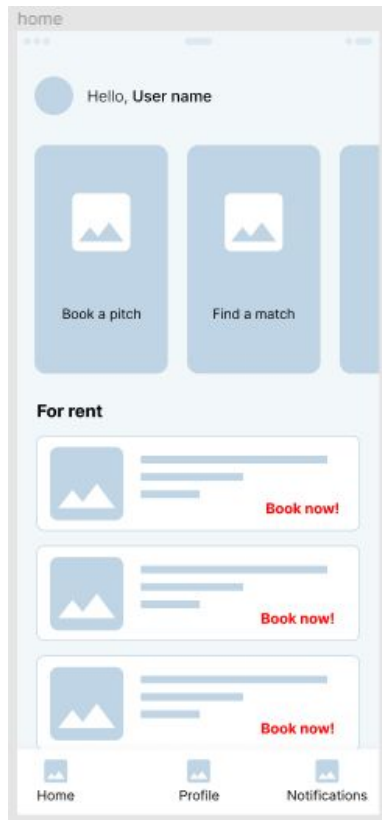 home
Hello, User name
Book a pitch
Find a match
For rent
Book now!
Book now!
Book now!
Home
Profile
Notifications